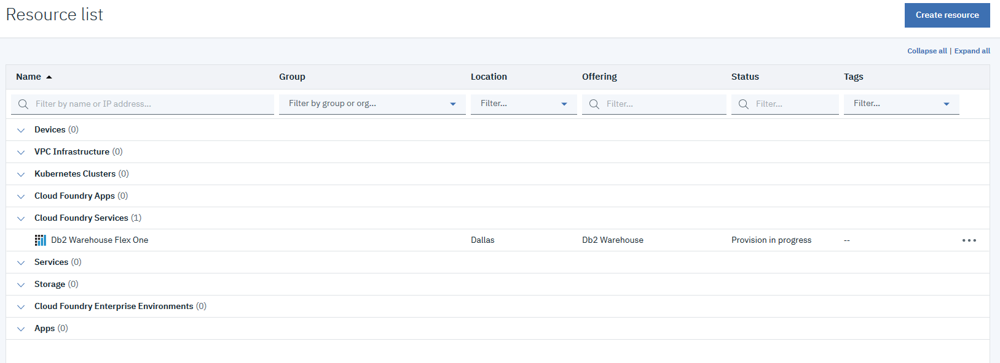 Resource list
Create resource
Collapse all | Expand all
Name Group Location Offering Status Tags
Filter by name or IP address... Filter by group or org... Filter... Filter... Filter... Filter...
Devices (0)
VPC Infrastructure (0)
Kubernetes Clusters (0)
Cloud Foundry Apps (0)
Cloud Foundry Services (1)
Db2 Warehouse Flex One Dallas Db2 Warehouse Provision in progress --
Services (0)
Storage (0)
Cloud Foundry Enterprise Environments (0)
Apps (0)